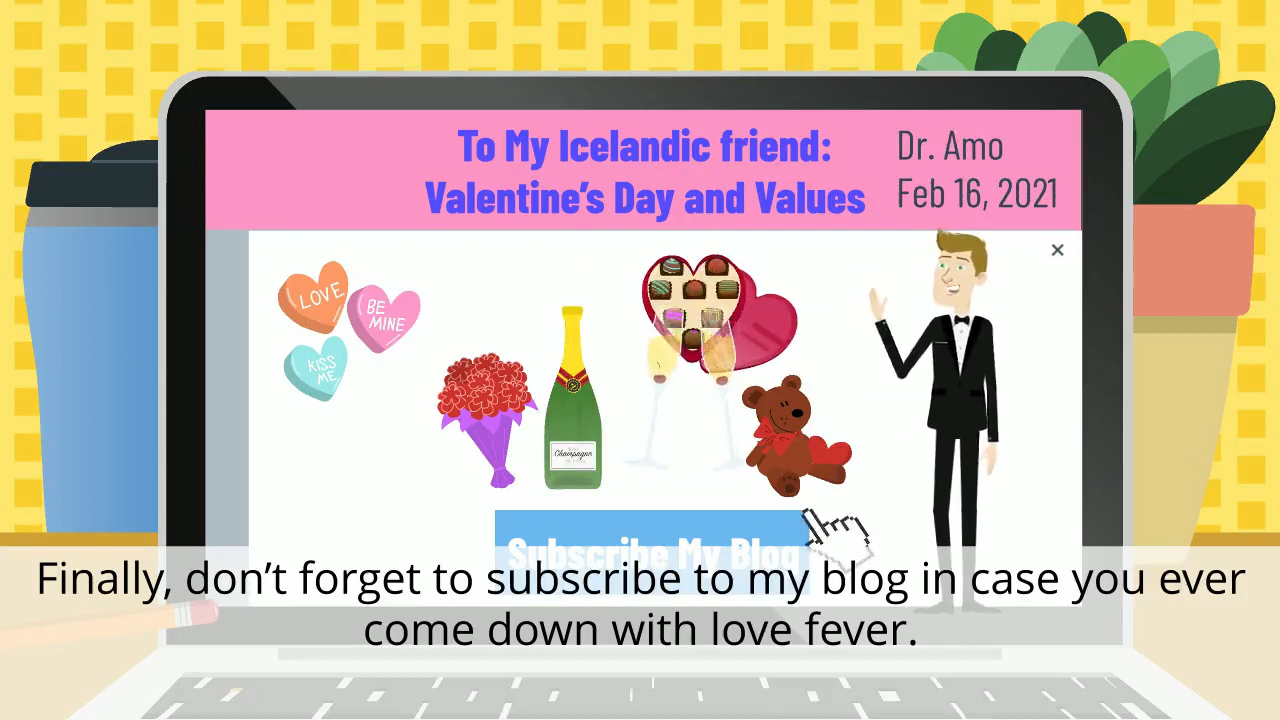 To My Icelandic friend:
Valentine's Day and Values
Dr. Amo
Feb 16, 2021
LOVE
BE
MINE
KISS
ME
Champagne
Subscribe My Blog
Finally, don't forget to subscribe to my blog in case you ever
come down with love fever.